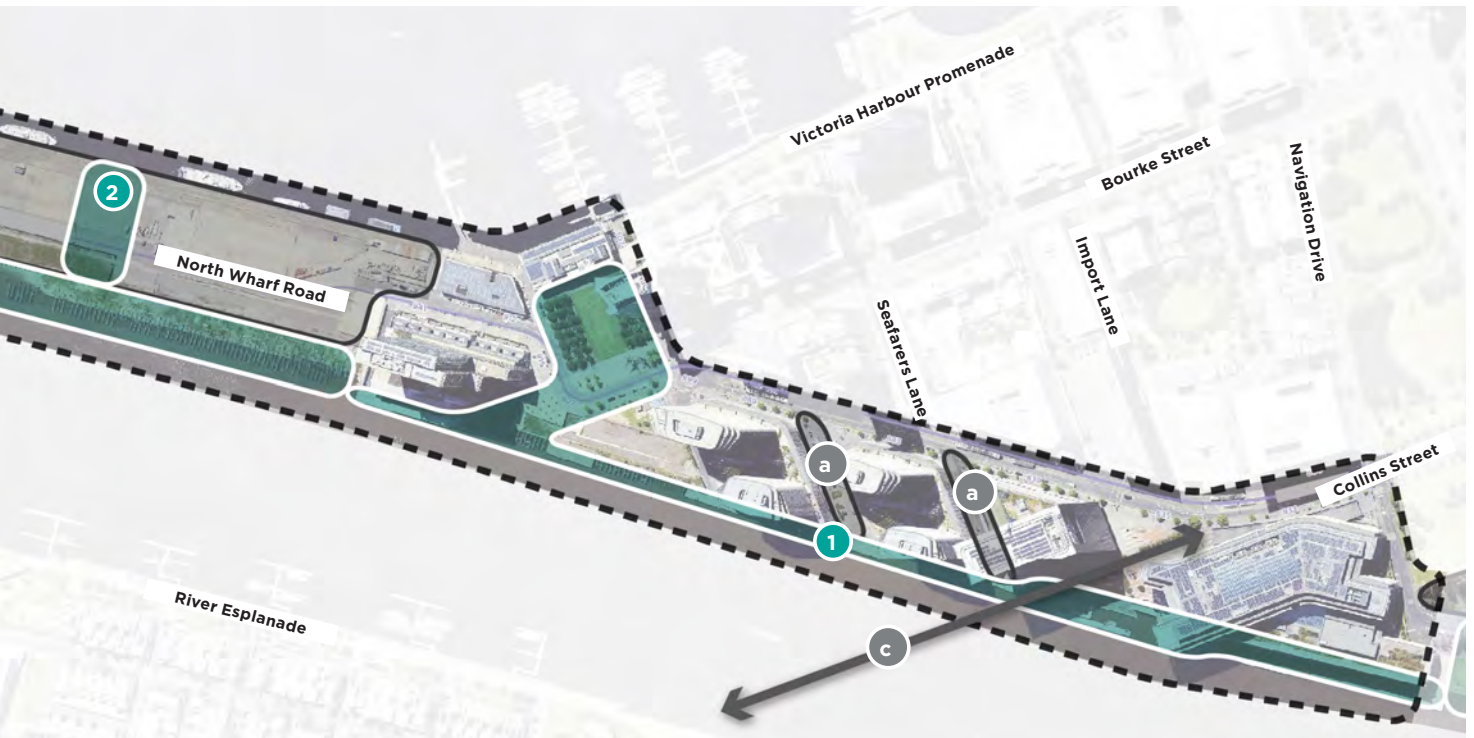 Victoria Harbour Promenade
Bourke Street
Navigation Drive
2
North Wharf Road
Import Lane
Seafarers Lane
Collins Street
a
a
1
River Esplanade
c